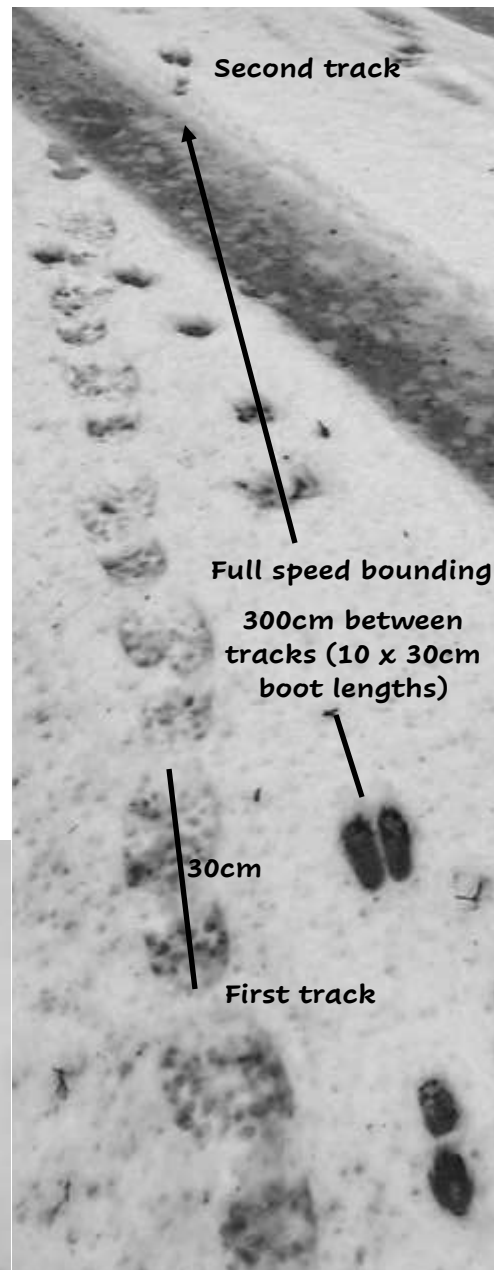 Second track
Full speed bounding
300cm between
tracks (10 x 30cm
boot lengths)
30cm
First track